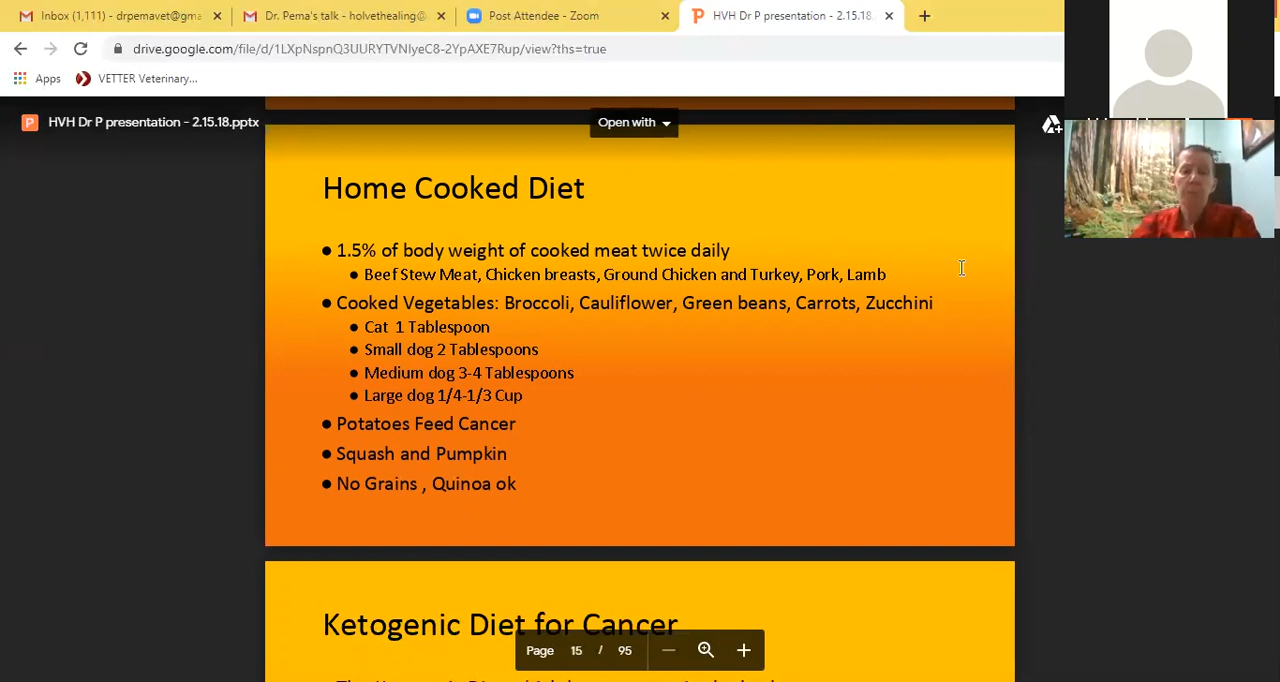 Inbox (1,111) - drpemavet@gma
Dr. Pema's talk - holvethealing@
Post Attendee - Zoom
HVH Dr P presentation - 2.15.18.
drive.google.com/file/d/1LXpNspnQ3UURYTVNIyeC8-2YpAXE7Rup/view?ths=true
Apps
VETTER Veterinary...
HVH Dr P presentation - 2.15.18.pptx
Open with
Home Cooked Diet
● 1.5% of body weight of cooked meat twice daily
● Beef Stew Meat, Chicken breasts, Ground Chicken and Turkey, Pork, Lamb
● Cooked Vegetables: Broccoli, Cauliflower, Green beans, Carrots, Zucchini
● Cat 1 Tablespoon
● Small dog 2 Tablespoons
● Medium dog 3-4 Tablespoons
● Large dog 1/4-1/3 Cup
● Potatoes Feed Cancer
● Squash and Pumpkin
● No Grains , Quinoa ok
Ketogenic Diet for Cancer
Page 15 / 95